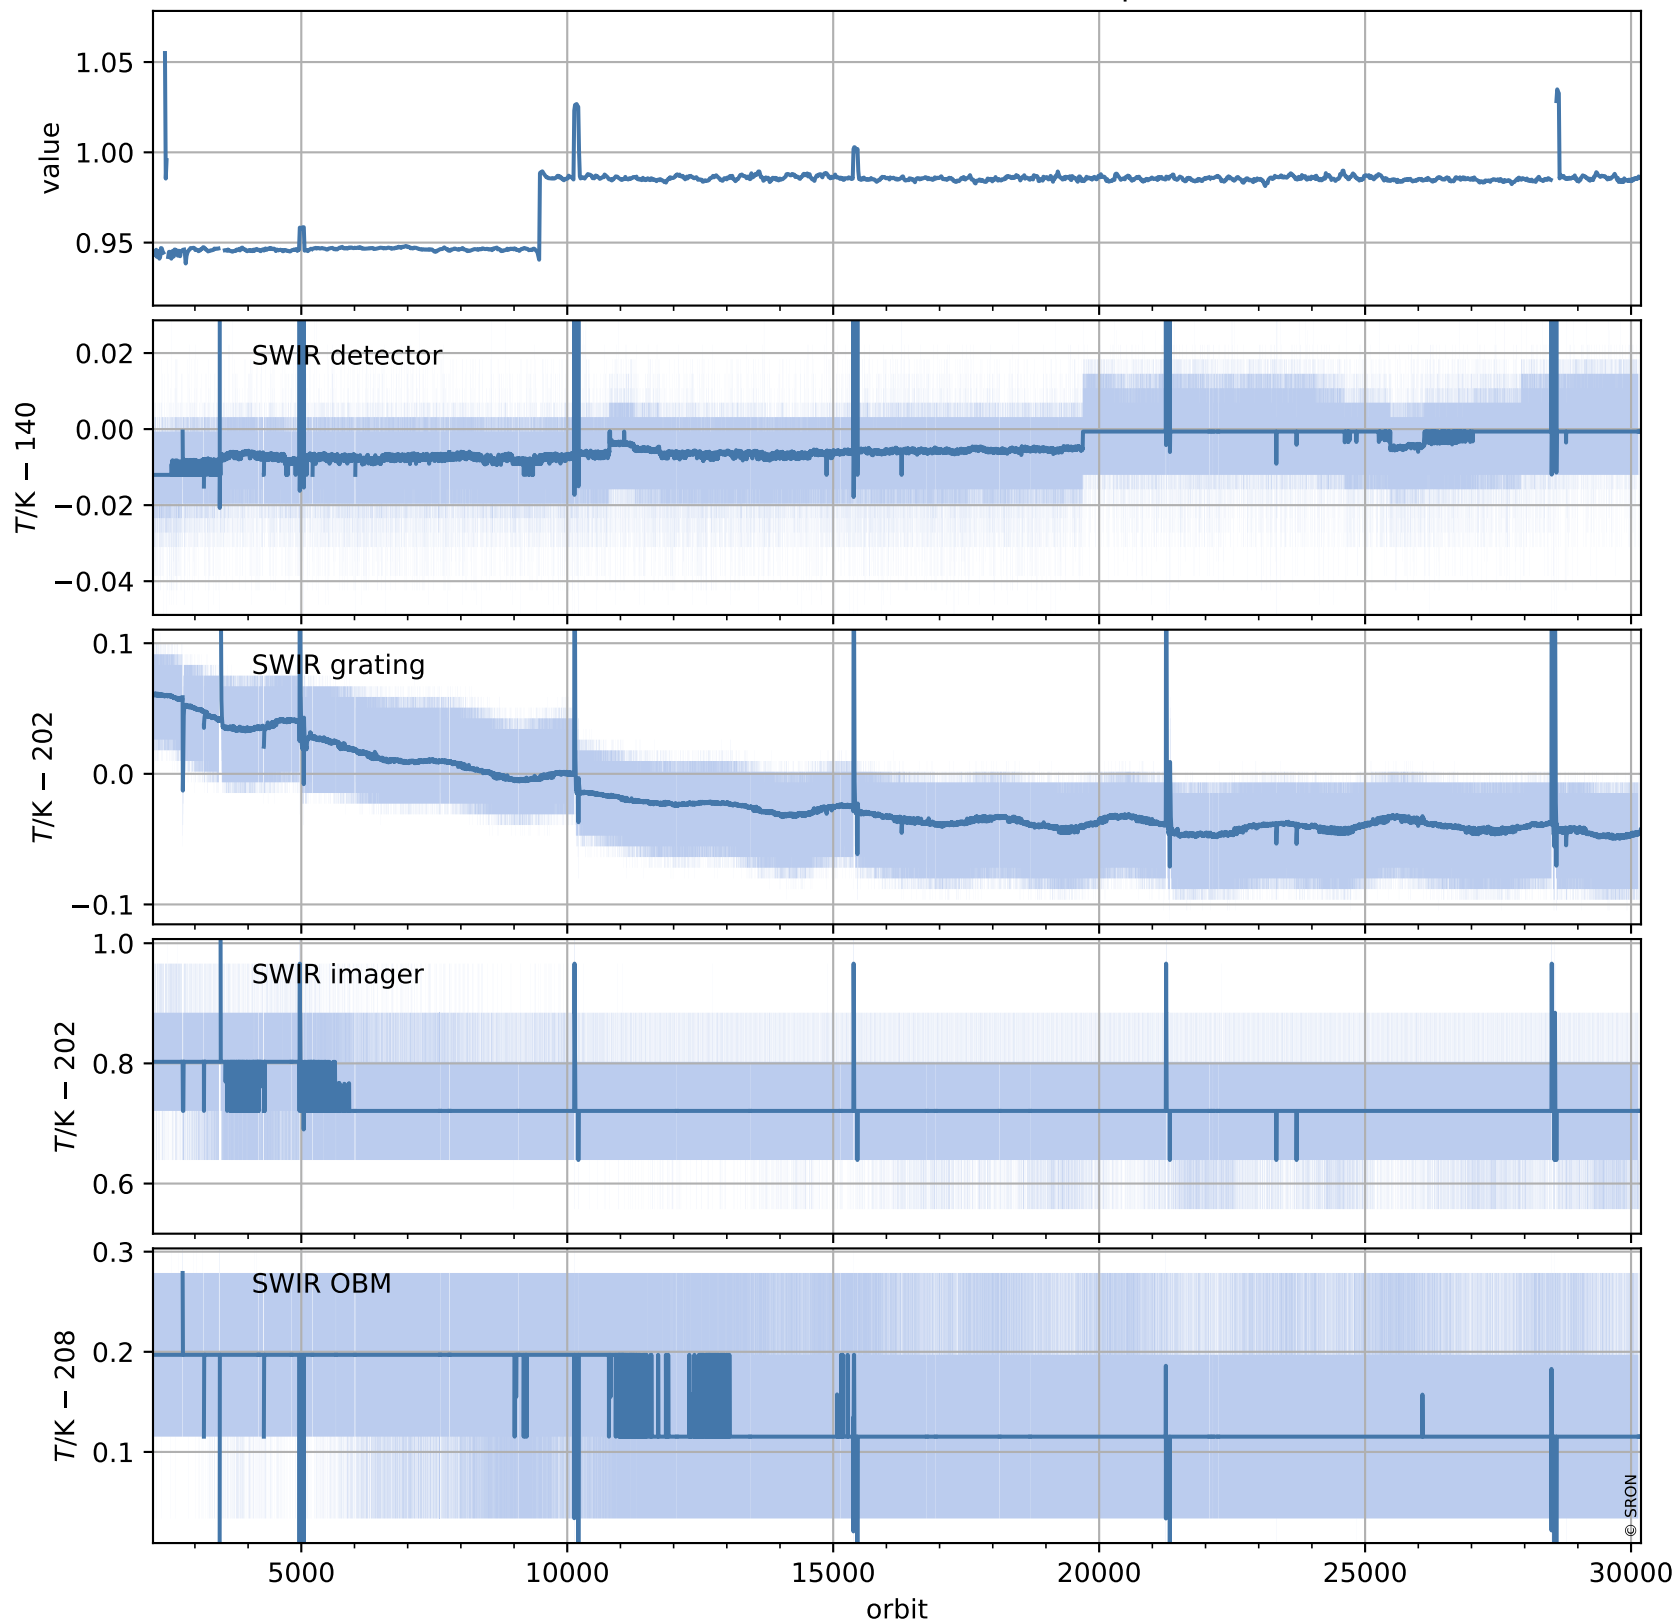 1.05
1.00
0.95
value
SWIR detector
0.02
0.00
−0.02
−0.04
T/K − 140
SWIR grating
0.1
0.0
−0.1
T/K − 202
SWIR imager
1.0
0.8
0.6
T/K − 202
SWIR OBM
0.3
0.2
0.1
T/K − 208
© SRON
5000 10000 15000 20000 25000 30000
orbit